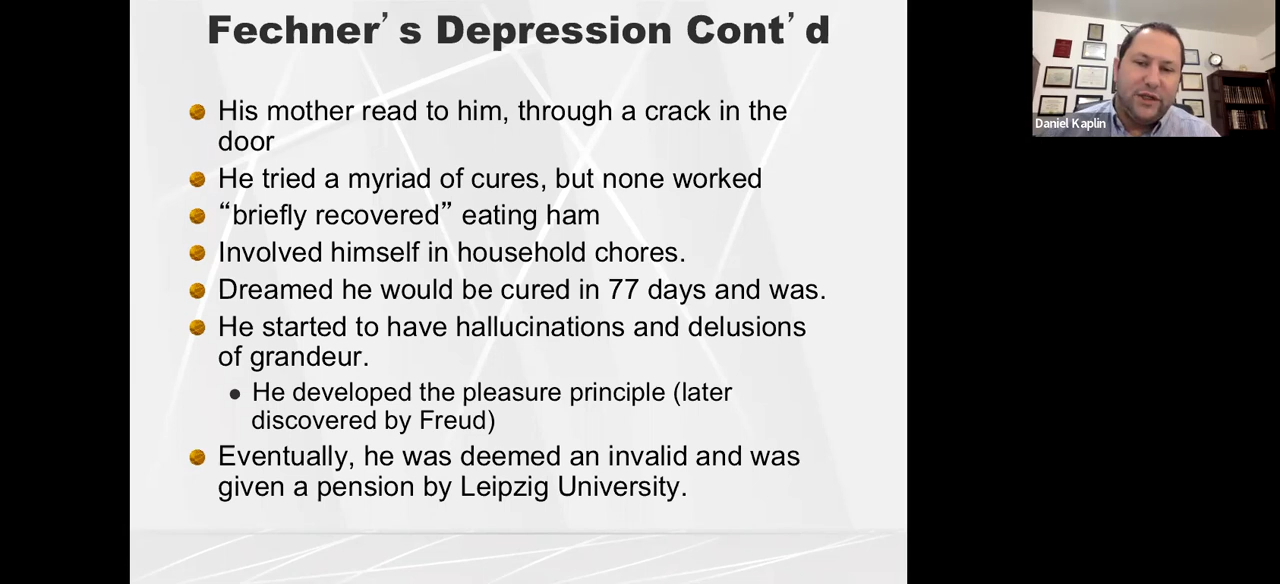 Fechner’s Depression Cont’d
His mother read to him, through a crack in the
door
He tried a myriad of cures, but none worked
“briefly recovered” eating ham
Involved himself in household chores.
Dreamed he would be cured in 77 days and was.
He started to have hallucinations and delusions
of grandeur.
He developed the pleasure principle (later
discovered by Freud)
Eventually, he was deemed an invalid and was
given a pension by Leipzig University.
Daniel Kaplin